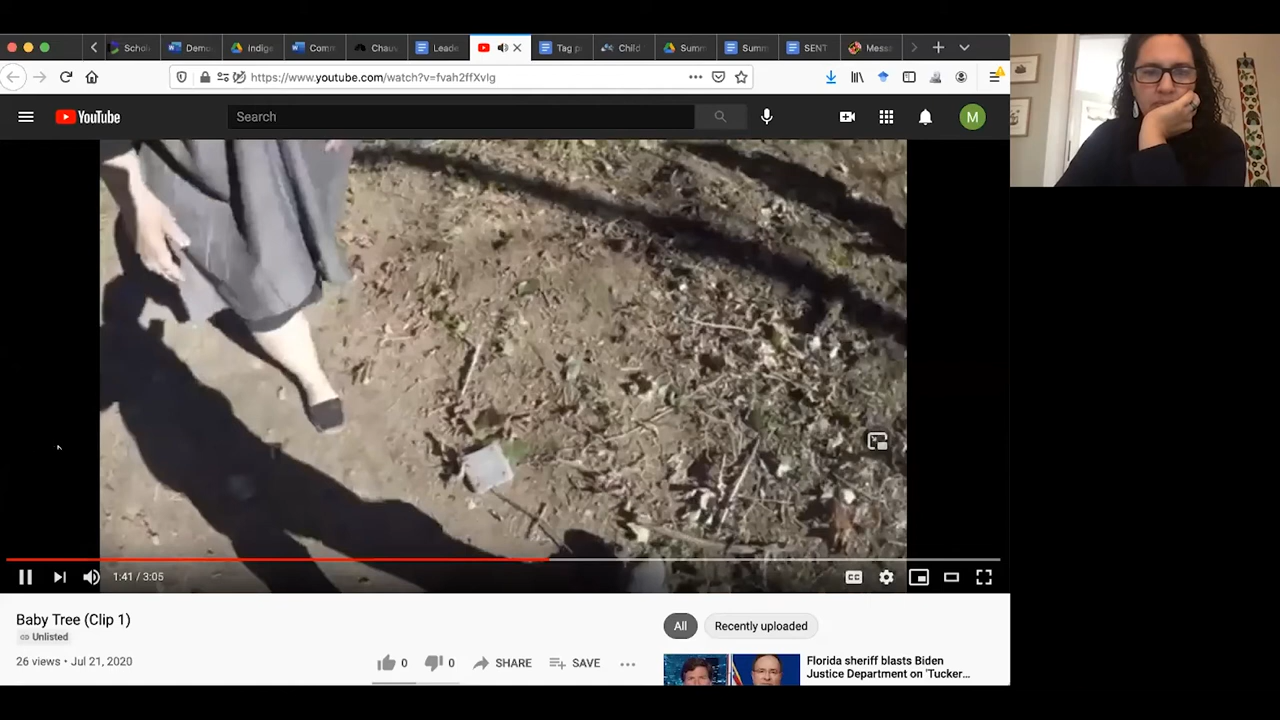 Schol
Demo
Indige
Comm
Chauv
Leade
Tag p
Child
Summ
Summ
SENT
Messa
https://www.youtube.com/watch?v=fvah2ffXvIg
YouTube
Search
M
1:41 / 3:05
CC
Baby Tree (Clip 1)
Unlisted
26 views • Jul 21, 2020
0
0
SHARE
SAVE
All
Recently uploaded
Florida sheriff blasts Biden
Justice Department on 'Tucker...